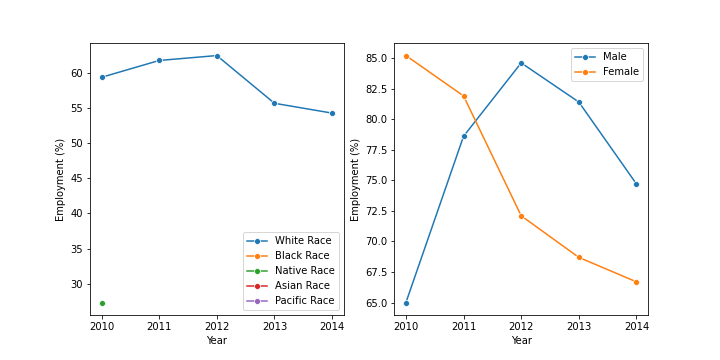 Employment (%)
60
55
50
45
40
35
30
2010
2011
2012
2013
2014
Year
White Race
Black Race
Native Race
Asian Race
Pacific Race
Employment (%)
85.0
82.5
80.0
77.5
75.0
72.5
70.0
67.5
65.0
2010
2011
2012
2013
2014
Year
Male
Female